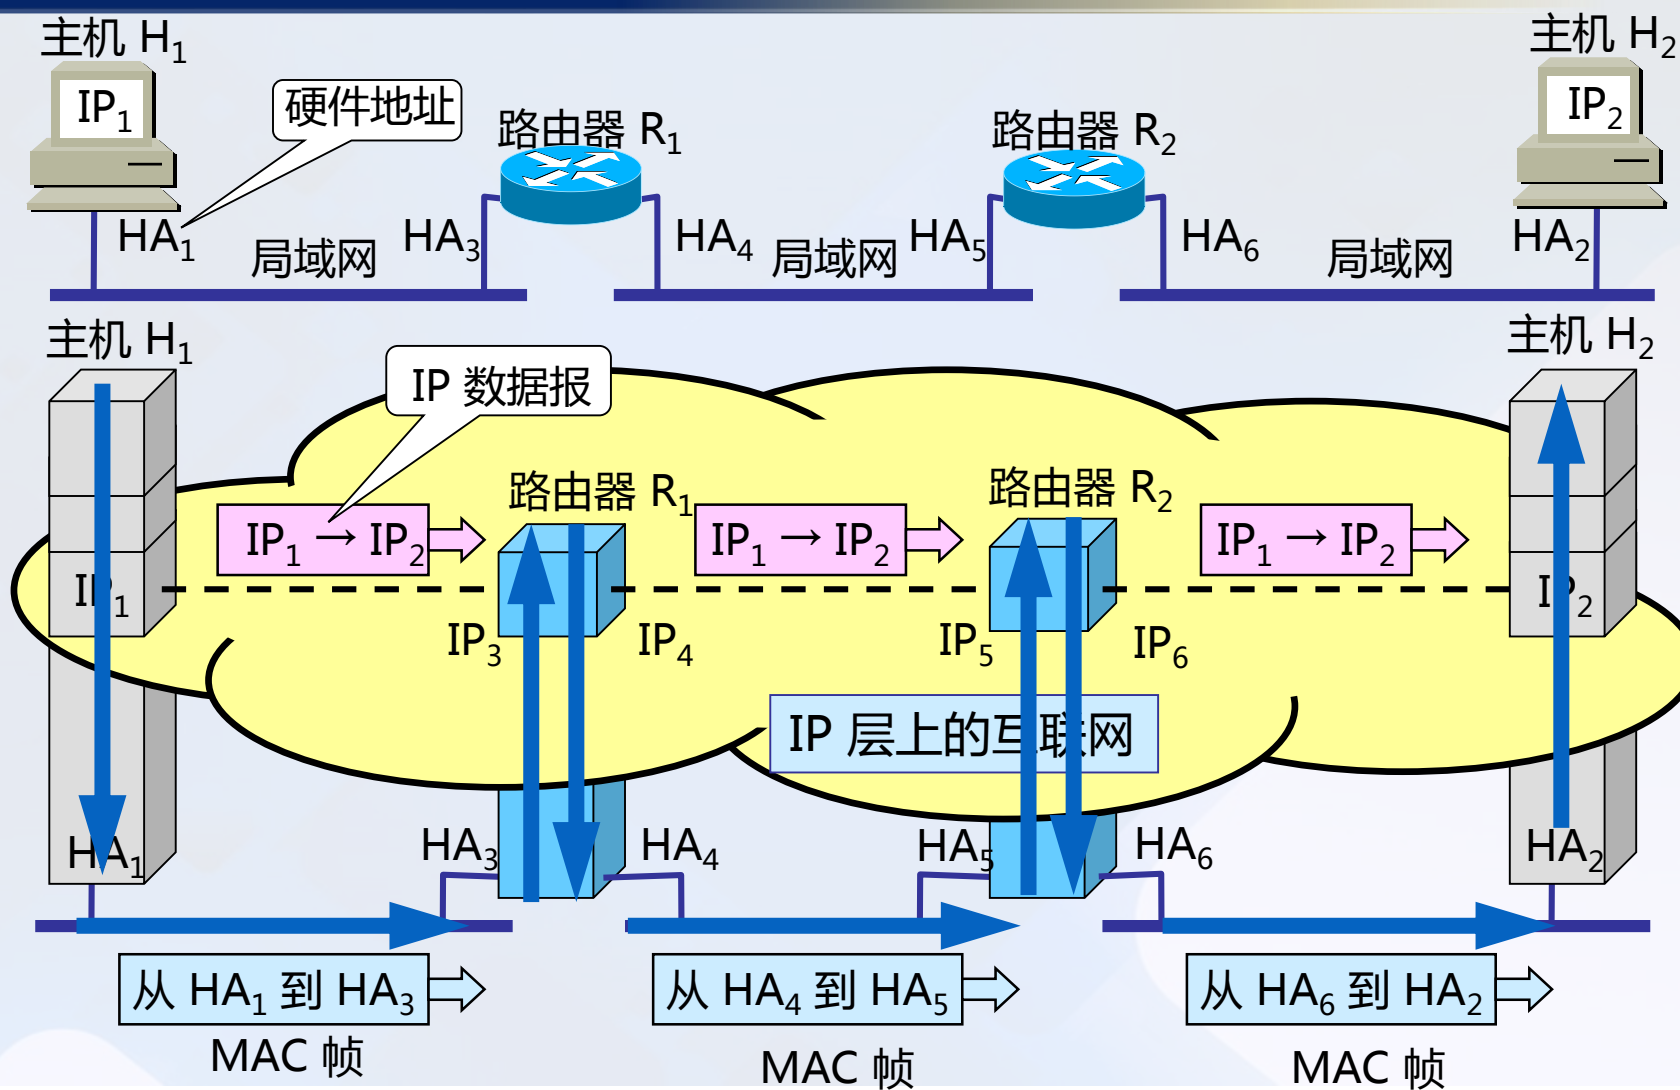 主机 H₁
主机 H₂
IP₁
硬件地址
路由器 R₁
路由器 R₂
IP₂
HA₁
局域网
HA₃
HA₄
局域网
HA₅
HA₆
局域网
HA₂
主机 H₁
主机 H₂
IP 数据报
路由器 R₁
路由器 R₂
IP₁ → IP₂
IP₁ → IP₂
IP₁ → IP₂
IP₁
IP₂
IP₃
IP₄
IP₅
IP₆
IP 层上的互联网
HA₁
HA₃
HA₄
HA₅
HA₆
HA₂
从 HA₁ 到 HA₃
从 HA₄ 到 HA₅
从 HA₆ 到 HA₂
MAC 帧
MAC 帧
MAC 帧